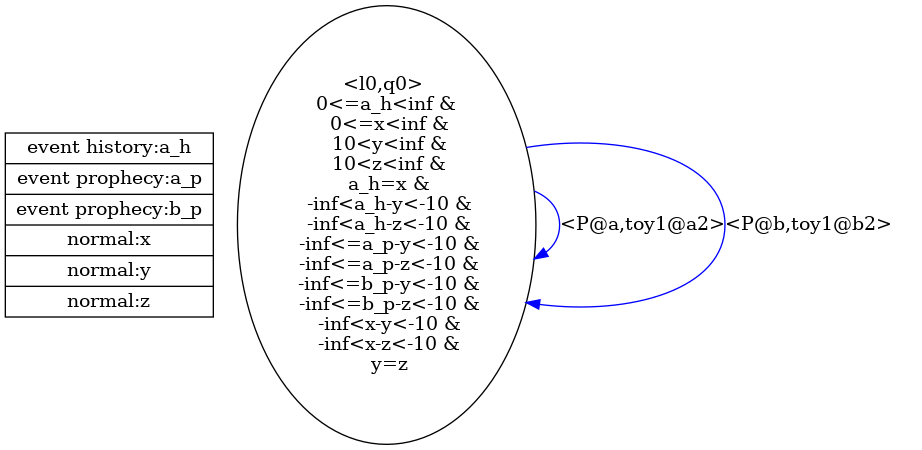 event history:a_h
event prophecy:a_p
event prophecy:b_p
normal:x
normal:y
normal:z
<l0,q0>
0<=a_h<inf &
0<=x<inf &
10<y<inf &
10<z<inf &
a_h=x &
-inf<a_h-y<-10 &
-inf<a_h-z<-10 &
-inf<=a_p-y<-10 &
-inf<=a_p-z<-10 &
-inf<=b_p-y<-10 &
-inf<=b_p-z<-10 &
-inf<x-y<-10 &
-inf<x-z<-10 &
y=z
<P@a,toy1@a2>
<P@b,toy1@b2>